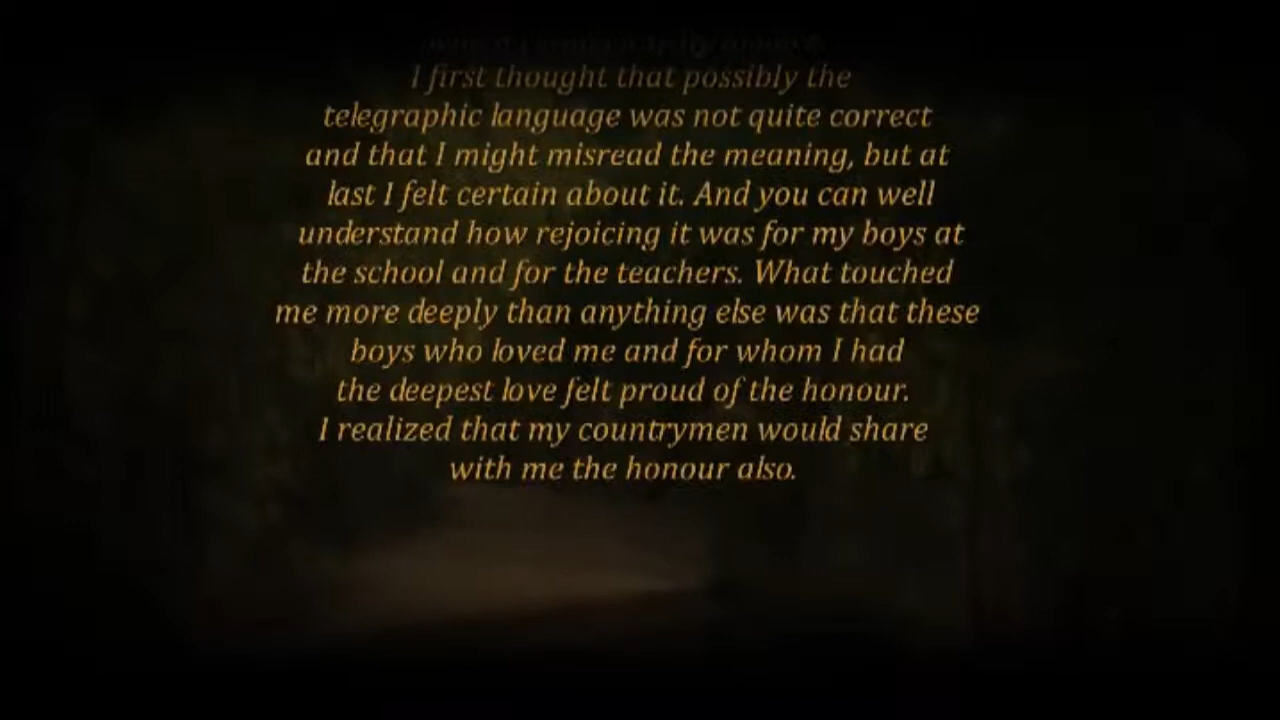 I first thought that possibly the
telegraphic language was not quite correct
and that I might misread the meaning, but at
last I felt certain about it. And you can well
understand how rejoicing it was for my boys at
the school and for the teachers. What touched
me more deeply than anything else was that these
boys who loved me and for whom I had
the deepest love felt proud of the honour.
I realized that my countrymen would share
with me the honour also.